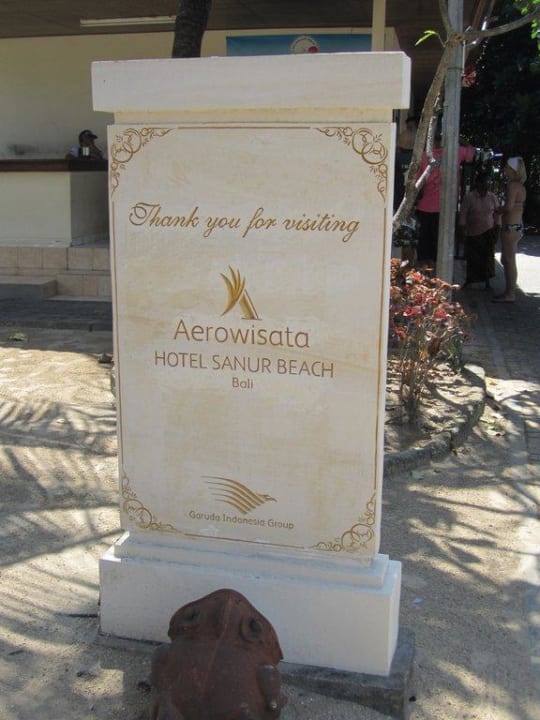 Thank you for visiting
Aerowisata
HOTEL SANUR BEACH
Bali
Garuda Indonesia Group